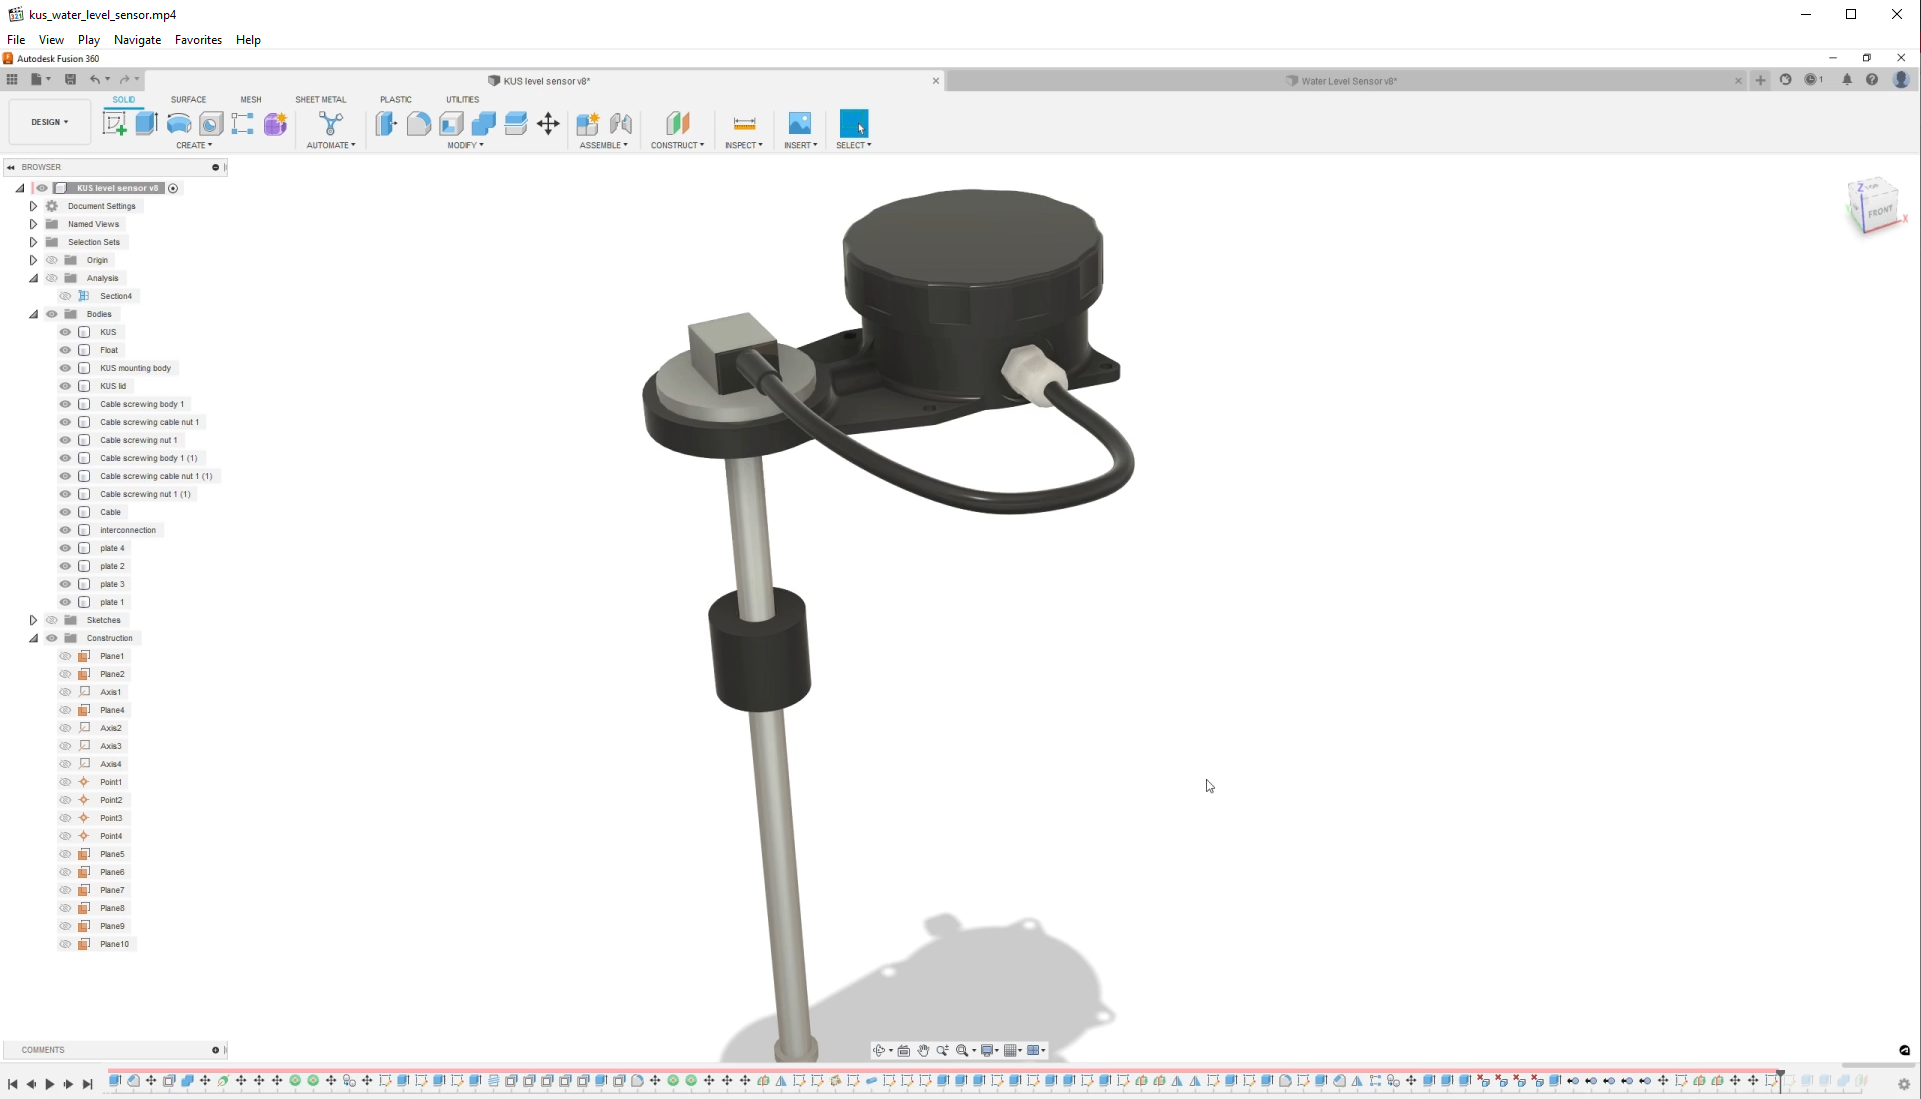 kus_water_level_sensor.mp4
File View Play Navigate Favorites Help
Autodesk Fusion 360
KUS level sensor v8*
Water Level Sensor v8*
1
SOLID SURFACE MESH SHEET METAL PLASTIC UTILITIES
DESIGN
CREATE AUTOMATE MODIFY ASSEMBLE CONSTRUCT INSPECT INSERT SELECT
BROWSER
KUS level sensor v8
Document Settings
Named Views
Selection Sets
Origin
Analysis
Section4
Bodies
KUS
Float
KUS mounting body
KUS lid
Cable screwing body 1
Cable screwing cable nut 1
Cable screwing nut 1
Cable screwing body 1 (1)
Cable screwing cable nut 1 (1)
Cable screwing nut 1 (1)
Cable
interconnection
plate 4
plate 2
plate 3
plate 1
Sketches
Construction
Plane1
Plane2
Axis1
Plane4
Axis2
Axis3
Axis4
Point1
Point2
Point3
Point4
Plane5
Plane6
Plane7
Plane8
Plane9
Plane10
Z TOP
FRONT X
COMMENTS